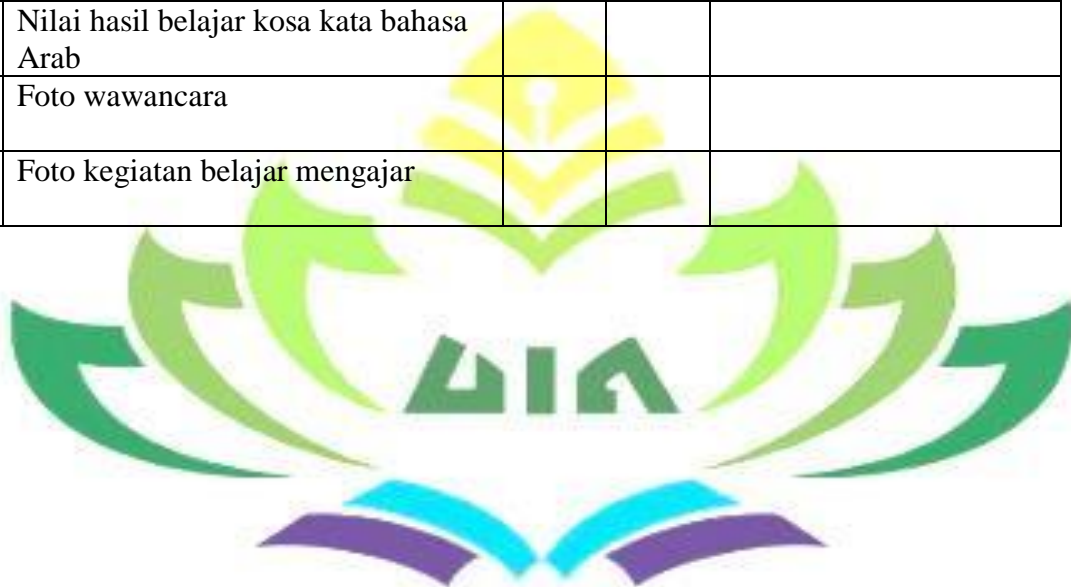 Nilai hasil belajar kosa kata bahasa
Arab
Foto wawancara
Foto kegiatan belajar mengajar
UIN